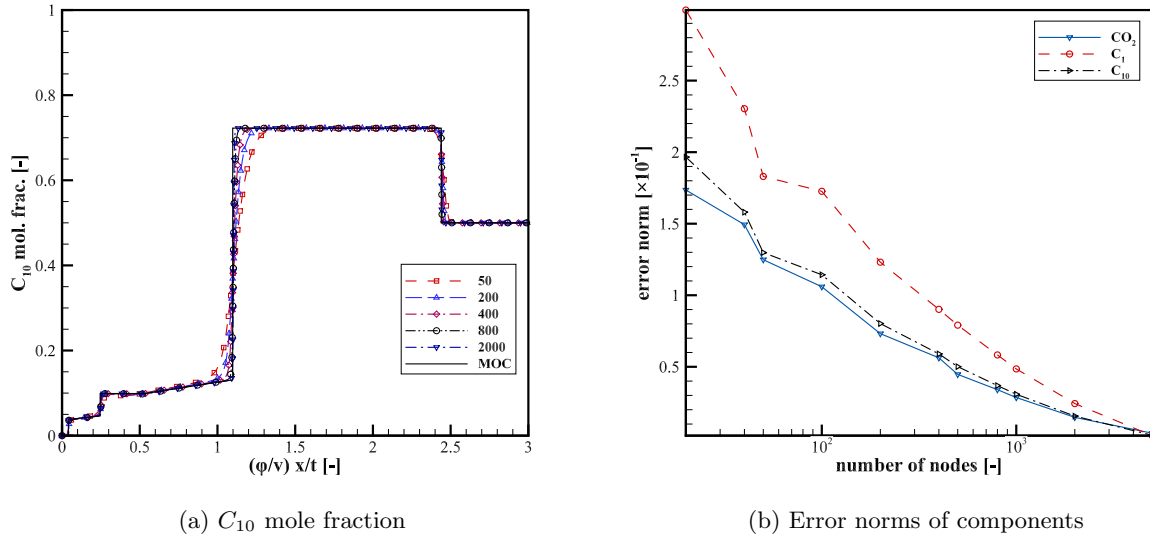 1
0.8
0.6
0.4
0.2
0
C10 mol. frac. [-]
0 0.5 1 1.5 2 2.5 3
(φ/v) x/t [-]
50
200
400
800
2000
MOC
(a) C10 mole fraction
2.5
2
1.5
1
0.5
error norm [×10⁻¹]
10² 10³
number of nodes [-]
CO₂
C₁
C₁₀
(b) Error norms of components